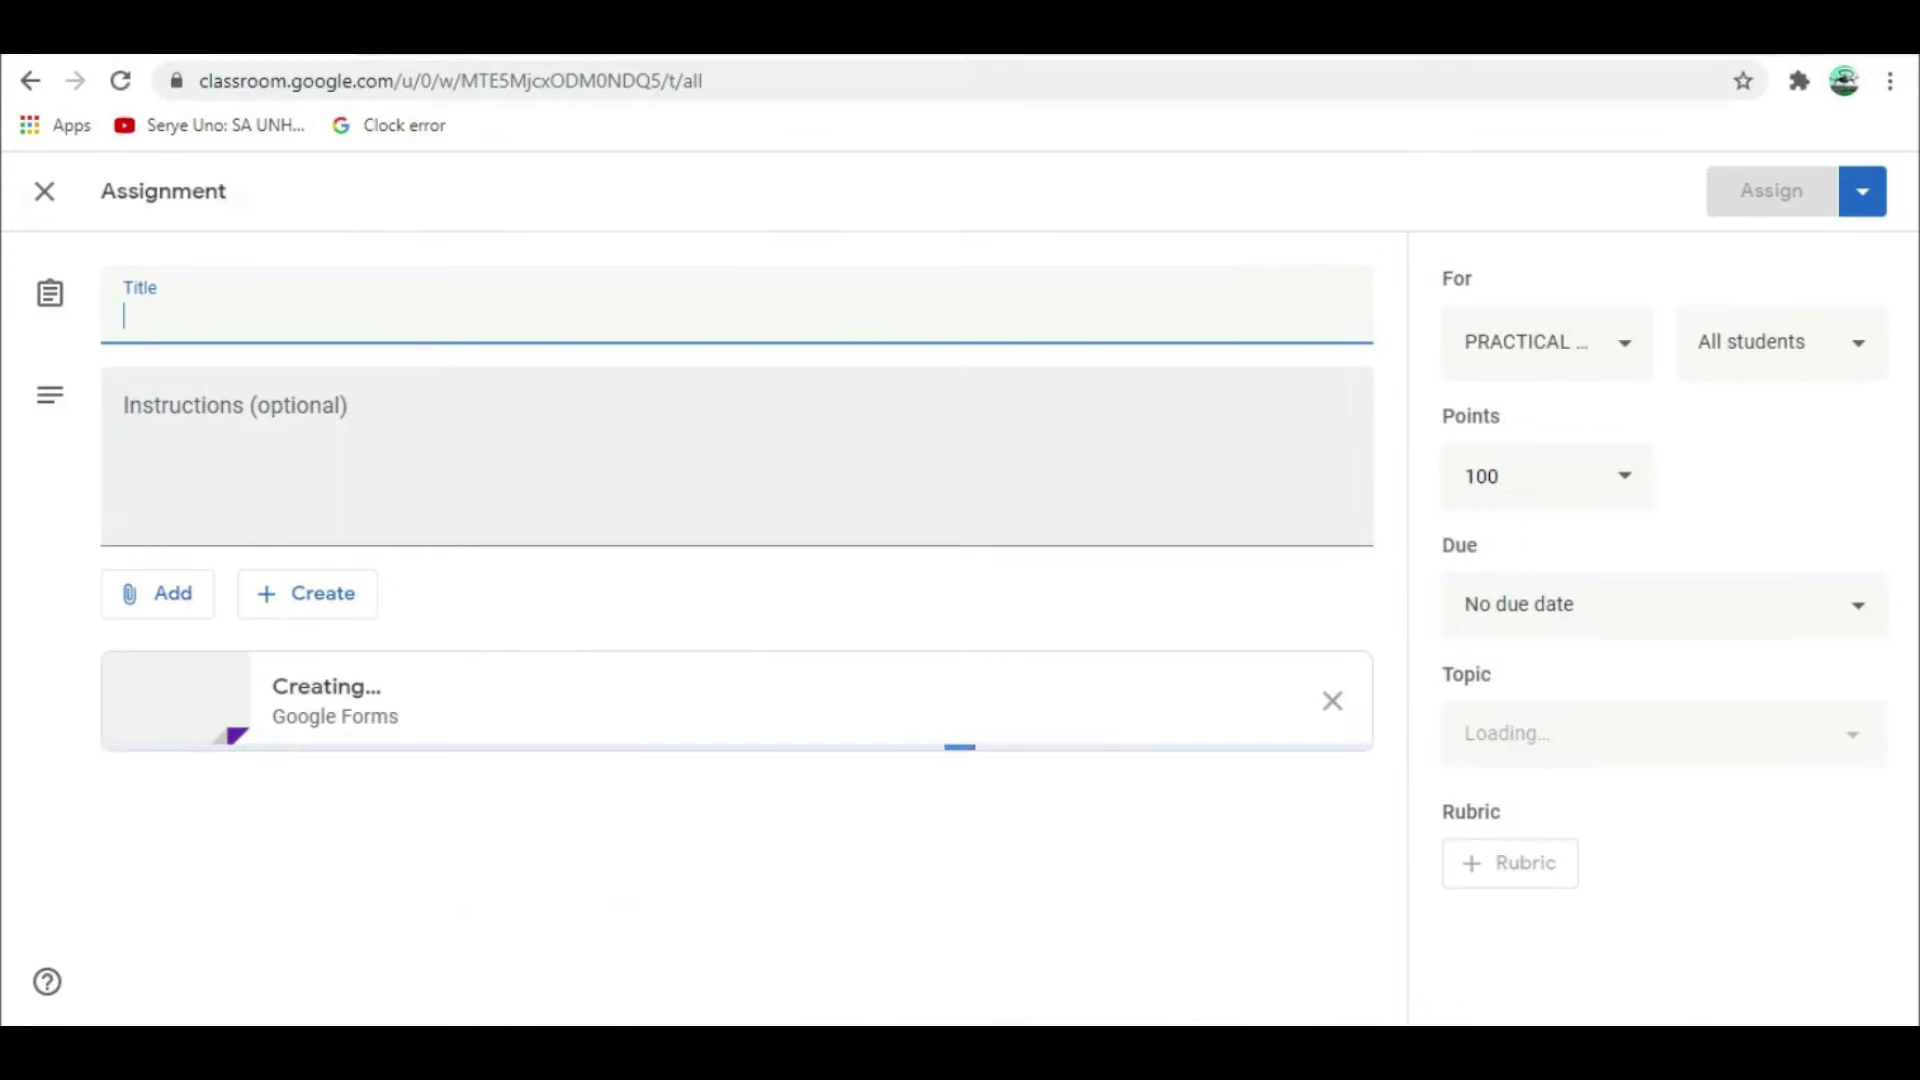 classroom.google.com/u/0/w/MTE5MjcxODM0NDQ5/t/all
Apps Serye Uno: SA UNH... Clock error
Assignment Assign
Title
Instructions (optional)
Add Create
Creating...
Google Forms
For
PRACTICAL ... All students
Points
100
Due
No due date
Topic
Loading...
Rubric
Rubric